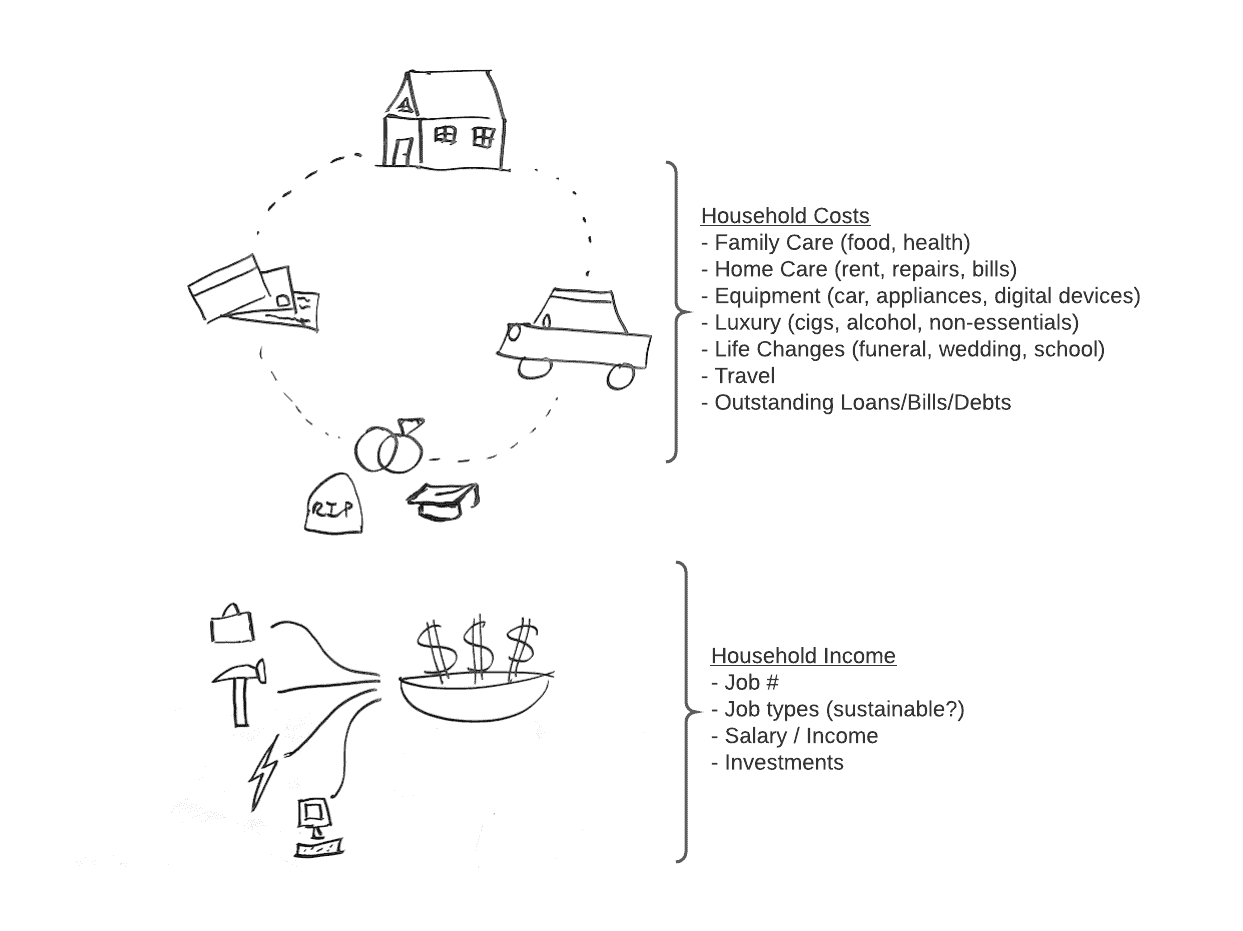 Household Costs
- Family Care (food, health)
- Home Care (rent, repairs, bills)
- Equipment (car, appliances, digital devices)
- Luxury (cigs, alcohol, non-essentials)
- Life Changes (funeral, wedding, school)
- Travel
- Outstanding Loans/Bills/Debts
RIP
$ $ $
Household Income
- Job #
- Job types (sustainable?)
- Salary / Income
- Investments